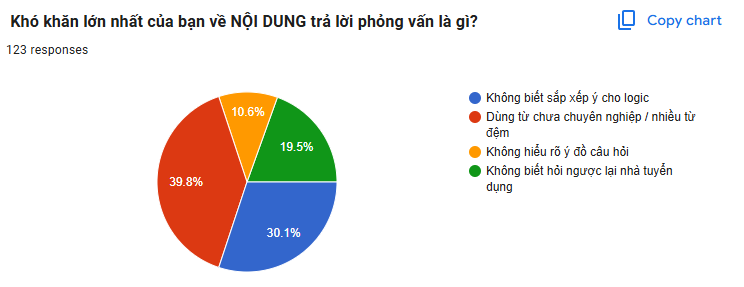 Khó khăn lớn nhất của bạn về NỘI DUNG trả lời phỏng vấn là gì?
Copy chart
123 responses
10.6%
19.5%
39.8%
30.1%
Không biết sắp xếp ý cho logic
Dùng từ chưa chuyên nghiệp / nhiều từ
đệm
Không hiểu rõ ý đồ câu hỏi
Không biết hỏi ngược lại nhà tuyển
dụng